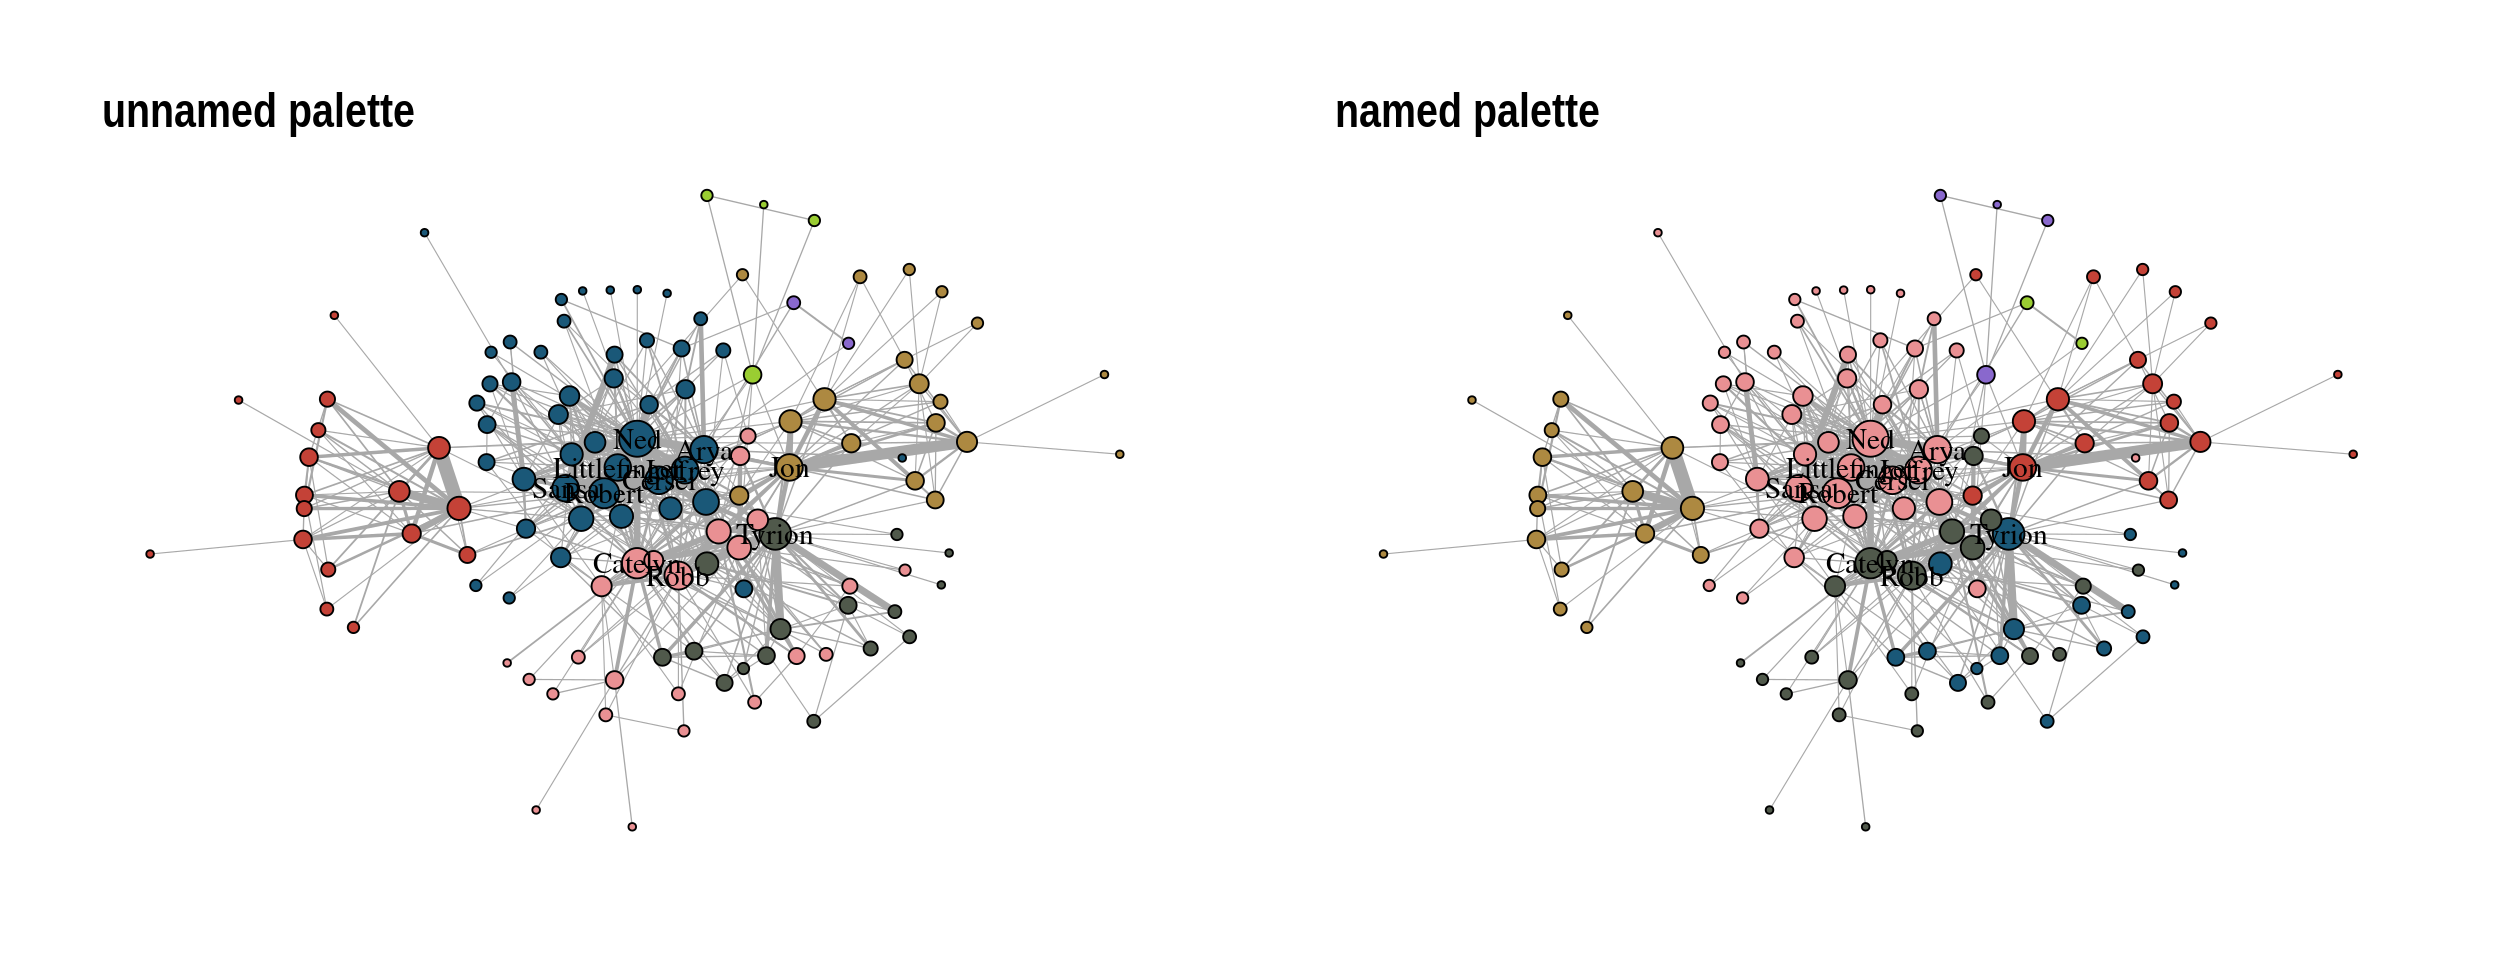 unnamed palette
named palette
Ned
Arya
Littlefinger
Joffrey
Jon
Cersei
Sansa
Robert
Tyrion
Catelyn
Robb
Ned
Arya
Littlefinger
Joffrey
Jon
Cersei
Sansa
Robert
Tyrion
Catelyn
Robb